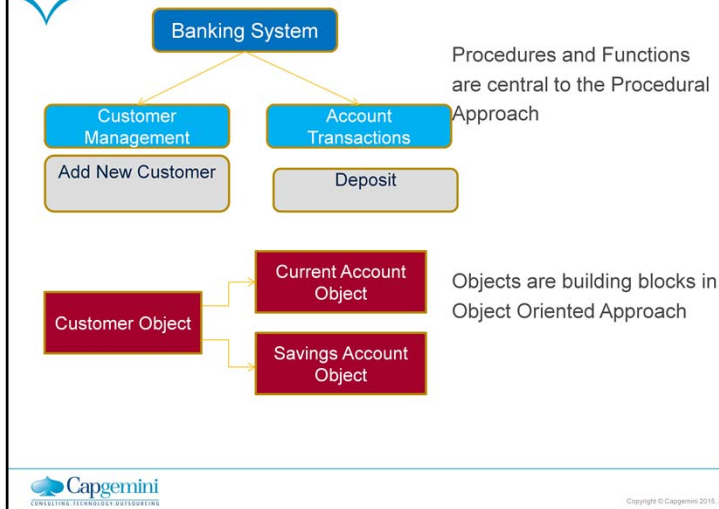 Banking System
Procedures and Functions
are central to the Procedural
Approach
Customer
Management
Account
Transactions
Add New Customer
Deposit
Current Account
Object
Objects are building blocks in
Object Oriented Approach
Customer Object
Savings Account
Object
Capgemini
CONSULTING.TECHNOLOGY.OUTSOURCING
Copyright © Capgemini 2015.